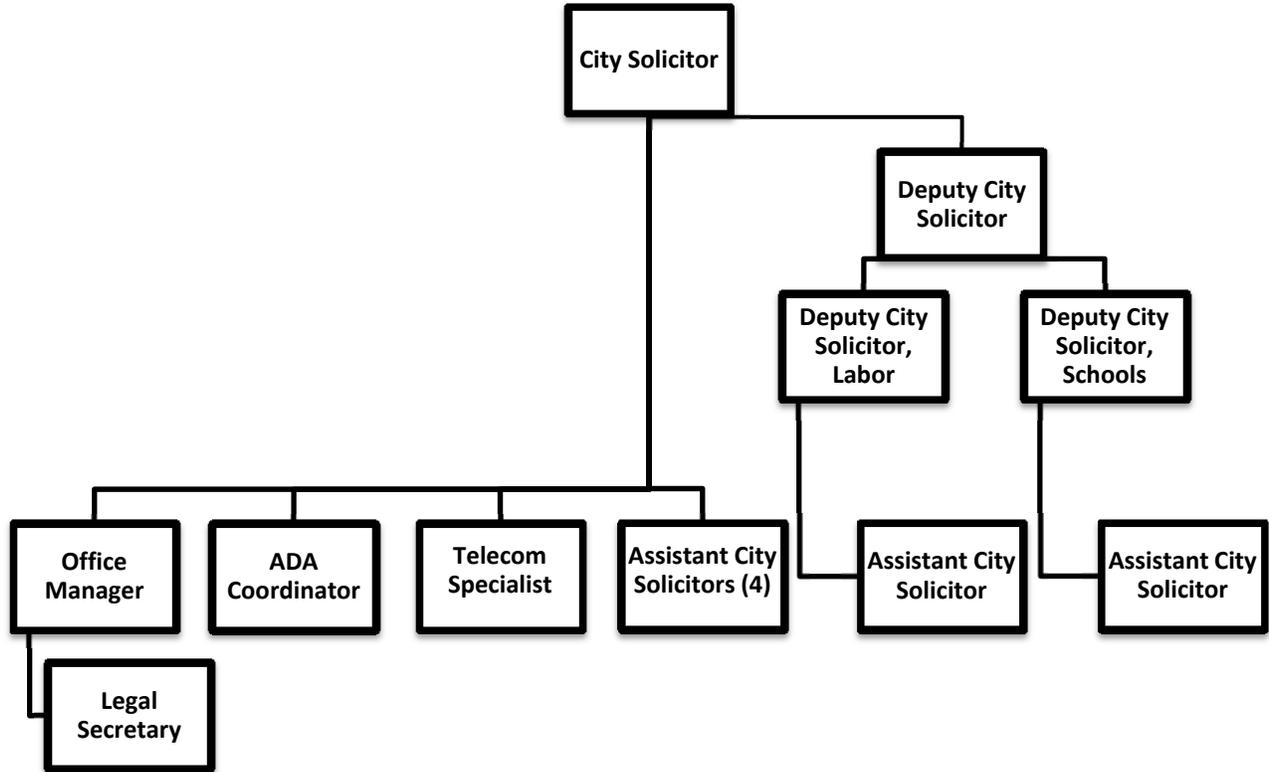 City Solicitor
Deputy City
Solicitor
Deputy City
Solicitor,
Labor
Deputy City
Solicitor,
Schools
Office
Manager
ADA
Coordinator
Telecom
Specialist
Assistant City
Solicitors (4)
Assistant City
Solicitor
Assistant City
Solicitor
Legal
Secretary